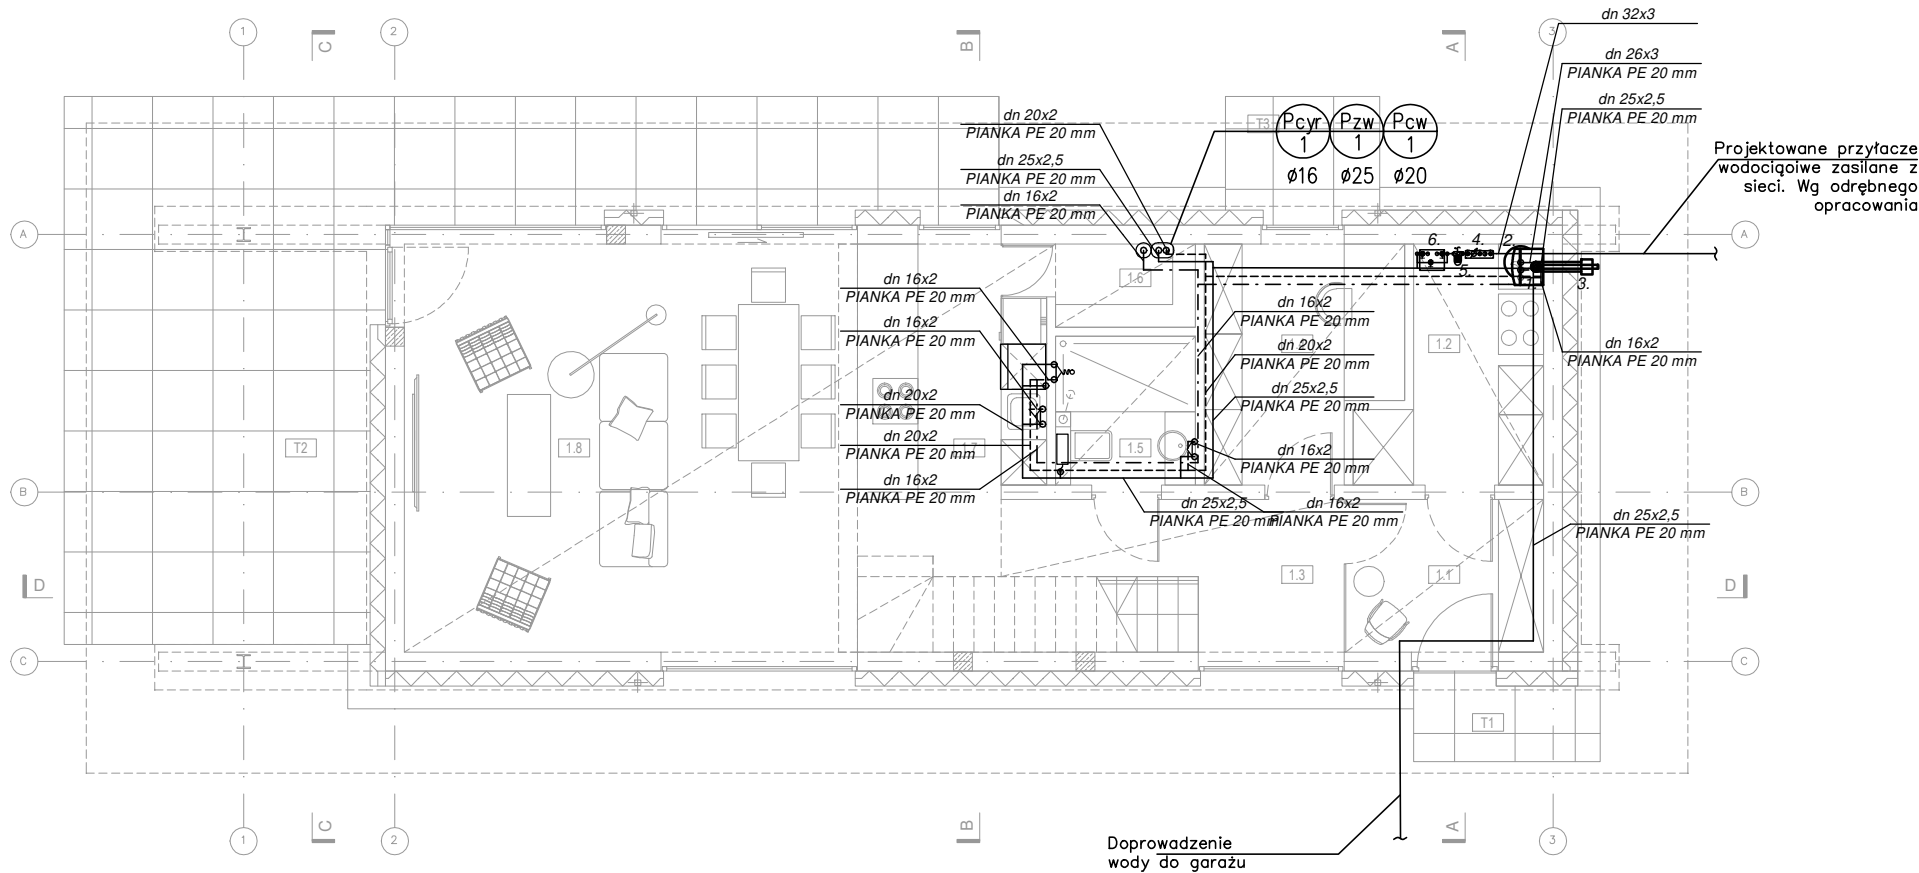 dn 32x3
1
2
C
B
A
3
dn 26x3
PIANKA PE 20 mm
dn 25x2,5
PIANKA PE 20 mm
dn 20x2
PIANKA PE 20 mm
dn 25x2,5
PIANKA PE 20 mm
dn 16x2
PIANKA PE 20 mm
T3
Pcyr
1
Pzw
1
Pcw
1
ø16
ø25
ø20
Projektowane przyłacze
wodociągoiwe zasilane z
sieci. Wg odrębnego
opracowania
A
A
6.
4.
2.
5.
1.
3.
1.6
dn 16x2
PIANKA PE 20 mm
dn 16x2
PIANKA PE 20 mm
dn 16x2
PIANKA PE 20 mm
dn 20x2
PIANKA PE 20 mm
1.2
dn 16x2
PIANKA PE 20 mm
wc
dn 20x2
PIANKA PE 20 mm
dn 25x2,5
PIANKA PE 20 mm
dn 20x2
PIANKA PE 20 mm
T2
1.8
1.7
1.5
dn 16x2
PIANKA PE 20 mm
dn 16x2
PIANKA PE 20 mm
B
B
dn 25x2,5
PIANKA PE 20 mm
dn 16x2
PIANKA PE 20 mm
dn 25x2,5
PIANKA PE 20 mm
D
1.3
1.1
D
C
C
T1
1
2
C
B
A
3
Doprowadzenie
wody do garażu